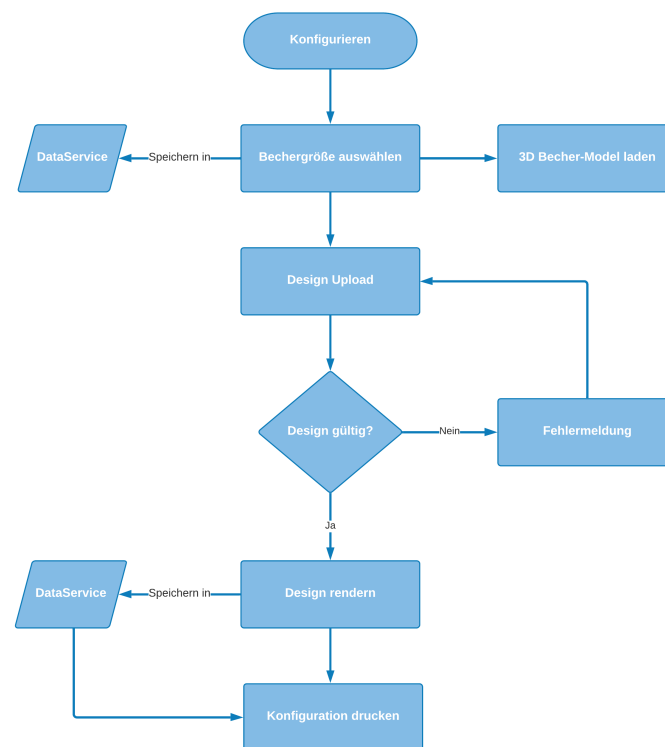 Konfigurieren
DataService
Speichern in
Bechergröße auswählen
3D Becher-Model laden
Design Upload
Design gültig?
Nein
Fehlermeldung
Ja
DataService
Speichern in
Design rendern
Konfiguration drucken